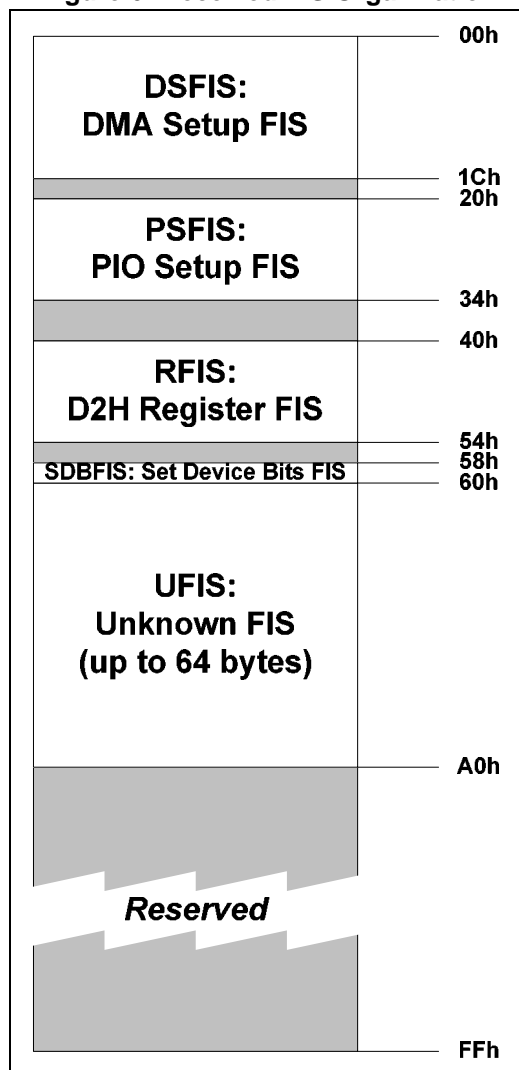 00h
DSFIS:
DMA Setup FIS
1Ch
20h
PSFIS:
PIO Setup FIS
34h
40h
RFIS:
D2H Register FIS
54h
58h
SDBFIS: Set Device Bits FIS
60h
UFIS:
Unknown FIS
(up to 64 bytes)
A0h
Reserved
FFh